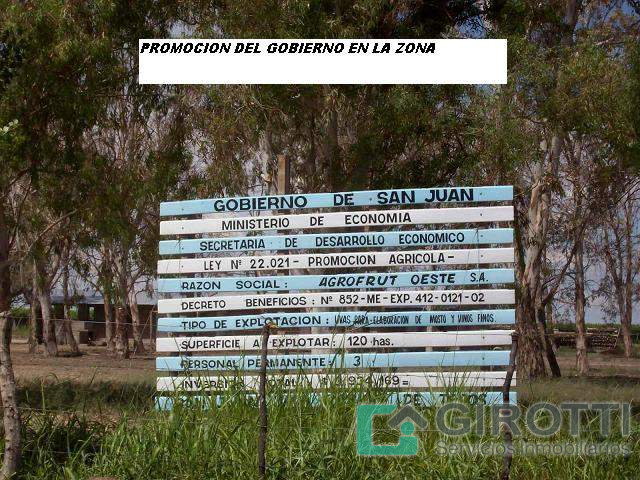 PROMOCION DEL GOBIERNO EN LA ZONA
GOBIERNO DE SAN JUAN
MINISTERIO DE ECONOMIA
SECRETARIA DE DESARROLLO ECONOMICO
LEY Nº 22.021 - PROMOCION AGRICOLA -
RAZON SOCIAL: AGROFRUT OESTE S.A.
DECRETO BENEFICIOS: Nº 852-ME-EXP. 412-0121-02
TIPO DE EXPLOTACION: UVAS PARA ELABORACION DE MOSTO Y VINOS FINOS.
SUPERFICIE A EXPLOTAR: 120 has.
PERSONAL PERMANENTE: 3
GIROTTI
Servicios inmobiliados